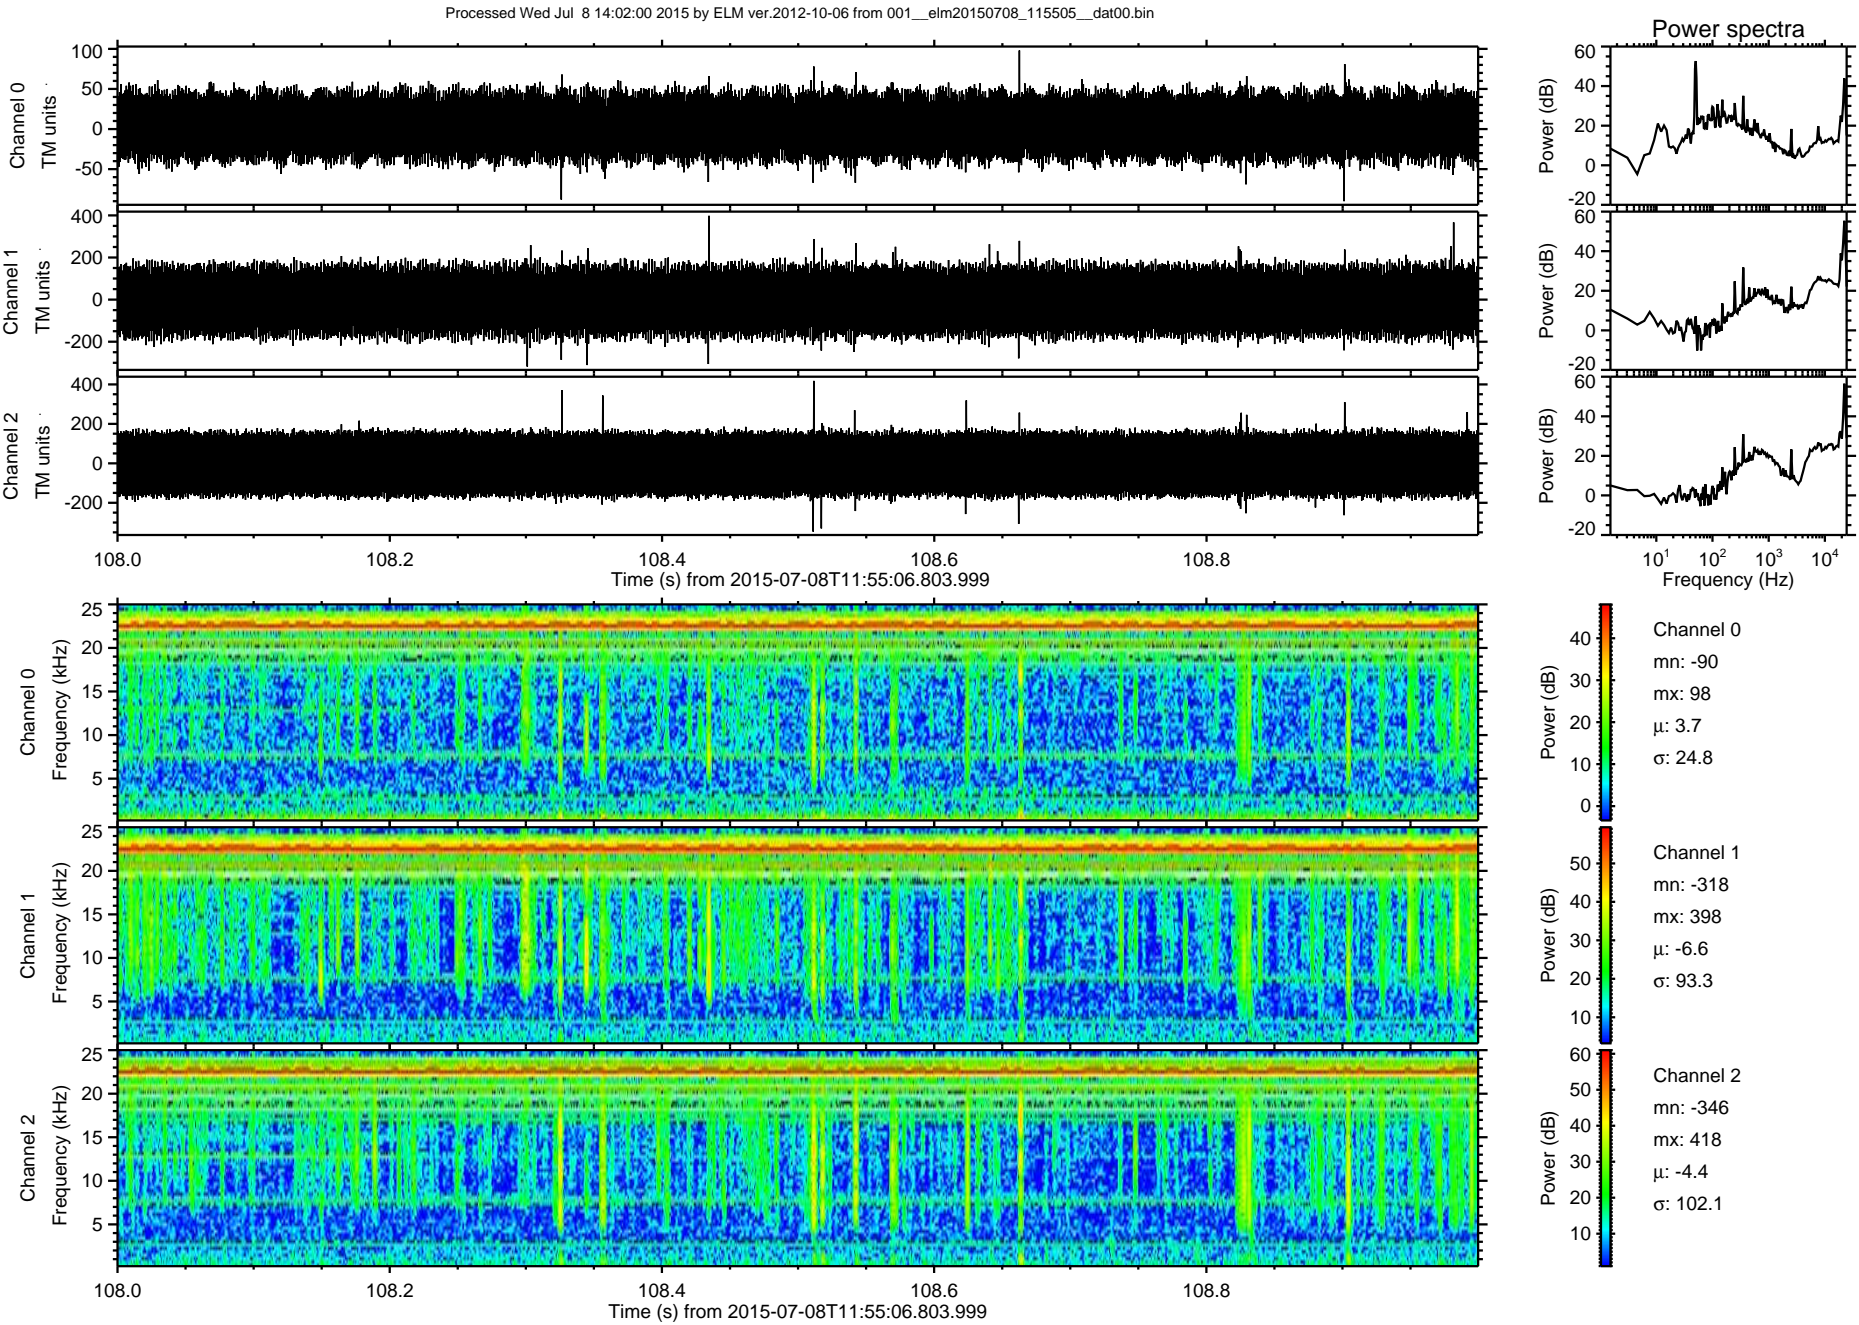 Processed Wed Jul  8 14:02:00 2015 by ELM ver.2012-10-06 from 001__elm20150708_115505__dat00.bin
Power spectra
Channel 0
TM units
100
50
0
-50
Power (dB)
60
40
20
0
-20
Channel 1
TM units
400
200
0
-200
Power (dB)
60
40
20
0
-20
Channel 2
TM units
400
200
0
-200
Power (dB)
60
40
20
0
-20
108.0 108.2 108.4 108.6 108.8
Time (s) from 2015-07-08T11:55:06.803.999
10^1 10^2 10^3 10^4
Frequency (Hz)
Channel 0
Frequency (kHz)
25
20
15
10
5
Power (dB)
40
30
20
10
0
Channel 0
mn: -90
mx: 98
μ: 3.7
σ: 24.8
Channel 1
Frequency (kHz)
25
20
15
10
5
Power (dB)
50
40
30
20
10
Channel 1
mn: -318
mx: 398
μ: -6.6
σ: 93.3
Channel 2
Frequency (kHz)
25
20
15
10
5
Power (dB)
60
50
40
30
20
10
Channel 2
mn: -346
mx: 418
μ: -4.4
σ: 102.1
108.0 108.2 108.4 108.6 108.8
Time (s) from 2015-07-08T11:55:06.803.999